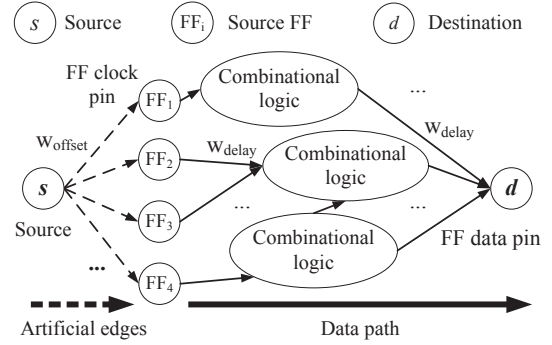 s Source FFi Source FF d Destination
FF clock
pin
FF1
Combinational
logic
...
Woffset
Wdelay
Wdelay
FF2
Combinational
logic
s
d
Source
FF3
...
...
Combinational
logic
FF data pin
...
FF4
Artificial edges
Data path